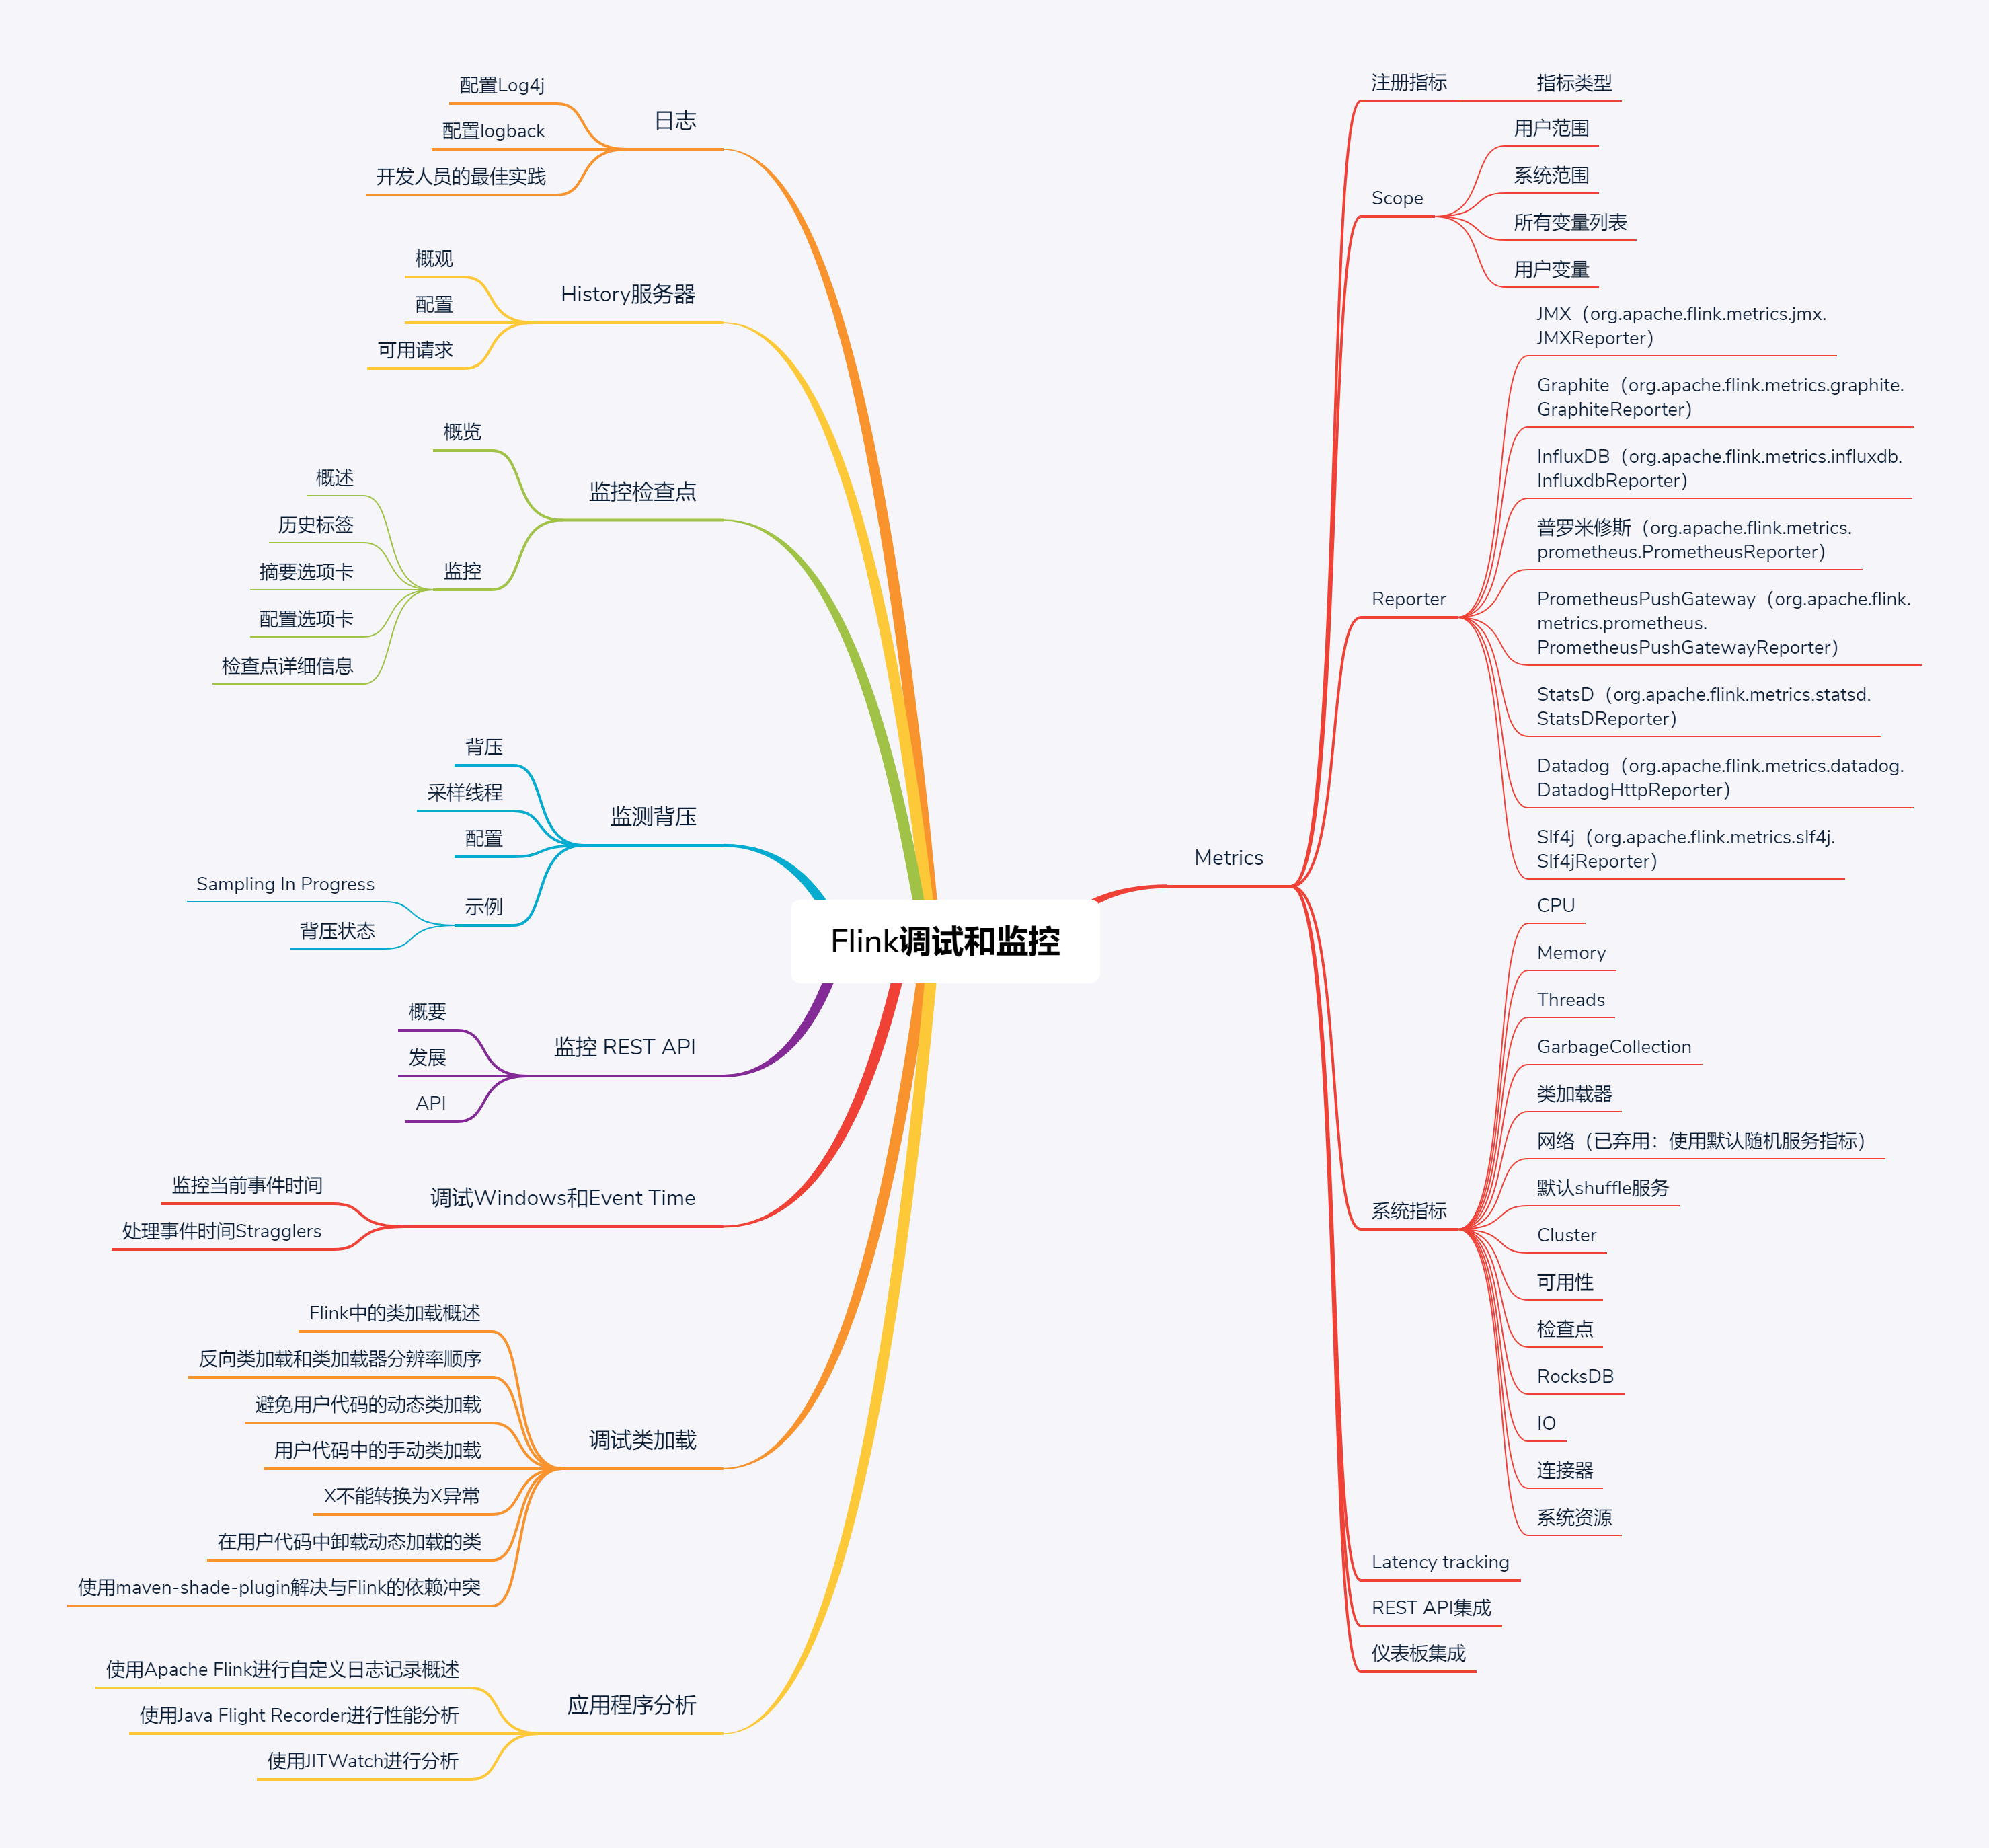 Flink调试和监控
日志
配置Log4j
配置logback
开发人员的最佳实践
History服务器
概观
配置
可用请求
监控检查点
概览
监控
概述
历史标签
摘要选项卡
配置选项卡
检查点详细信息
监测背压
背压
采样线程
配置
示例
Sampling In Progress
背压状态
监控 REST API
概要
发展
API
调试Windows和Event Time
监控当前事件时间
处理事件时间Stragglers
调试类加载
Flink中的类加载概述
反向类加载和类加载器分辨率顺序
避免用户代码的动态类加载
用户代码中的手动类加载
X不能转换为X异常
在用户代码中卸载动态加载的类
使用maven-shade-plugin解决与Flink的依赖冲突
应用程序分析
使用Apache Flink进行自定义日志记录概述
使用Java Flight Recorder进行性能分析
使用JITWatch进行分析
Metrics
注册指标
指标类型
Scope
用户范围
系统范围
所有变量列表
用户变量
Reporter
JMX（org.apache.flink.metrics.jmx.
JMXReporter）
Graphite（org.apache.flink.metrics.graphite.
GraphiteReporter）
InfluxDB（org.apache.flink.metrics.influxdb.
InfluxdbReporter）
普罗米修斯（org.apache.flink.metrics.
prometheus.PrometheusReporter）
PrometheusPushGateway（org.apache.flink.
metrics.prometheus.
PrometheusPushGatewayReporter）
StatsD（org.apache.flink.metrics.statsd.
StatsDReporter）
Datadog（org.apache.flink.metrics.datadog.
DatadogHttpReporter）
Slf4j（org.apache.flink.metrics.slf4j.
Slf4jReporter）
系统指标
CPU
Memory
Threads
GarbageCollection
类加载器
网络（已弃用：使用默认随机服务指标）
默认shuffle服务
Cluster
可用性
检查点
RocksDB
IO
连接器
系统资源
Latency tracking
REST API集成
仪表板集成